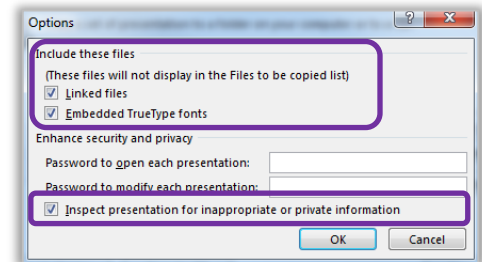 Options
Include these files
(These files will not display in the Files to be copied list)
Linked files
Embedded TrueType fonts
Enhance security and privacy
Password to open each presentation:
Password to modify each presentation:
Inspect presentation for inappropriate or private information
OK Cancel